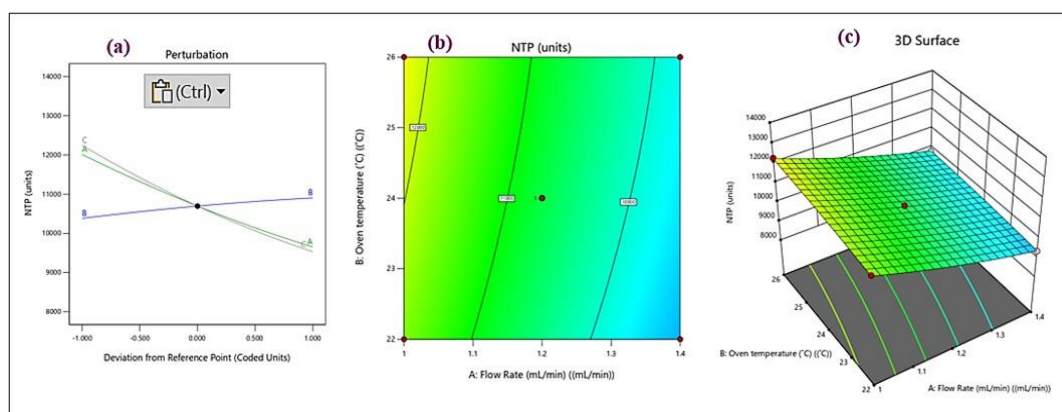 (a)
Perturbation
(Ctrl)
14000
13000
12000
11000
10000
9000
8000
C
A
B
B
A
C
-1.000
-0.500
0.000
0.500
1.000
NTP (units)
Deviation from Reference Point (Coded Units)
(b)
NTP (units)
26
25
24
23
22
12000
11000
10000
5
1
1.1
1.2
1.3
1.4
B: Oven temperature (˚C) ((˚C))
A: Flow Rate (mL/min) ((mL/min))
(c)
3D Surface
14000
13000
12000
11000
10000
9000
8000
NTP (units)
26
25
24
23
22
1
1.1
1.2
1.3
1.4
B: Oven temperature (˚C) ((˚C))
A: Flow Rate (mL/min) ((mL/min))